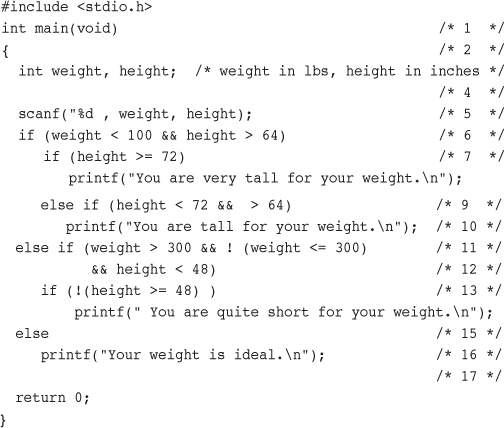 #include <stdio.h>
int main(void) /* 1 */
{ /* 2 */
int weight, height; /* weight in lbs, height in inches */
/* 4 */
scanf("%d , weight, height); /* 5 */
if (weight < 100 && height > 64) /* 6 */
if (height >= 72) /* 7 */
printf("You are very tall for your weight.\n");
else if (height < 72 && > 64) /* 9 */
printf("You are tall for your weight.\n"); /* 10 */
else if (weight > 300 && ! (weight <= 300) /* 11 */
&& height < 48) /* 12 */
if (!(height >= 48) ) /* 13 */
printf(" You are quite short for your weight.\n");
else /* 15 */
printf("Your weight is ideal.\n"); /* 16 */
/* 17 */
return 0;
}